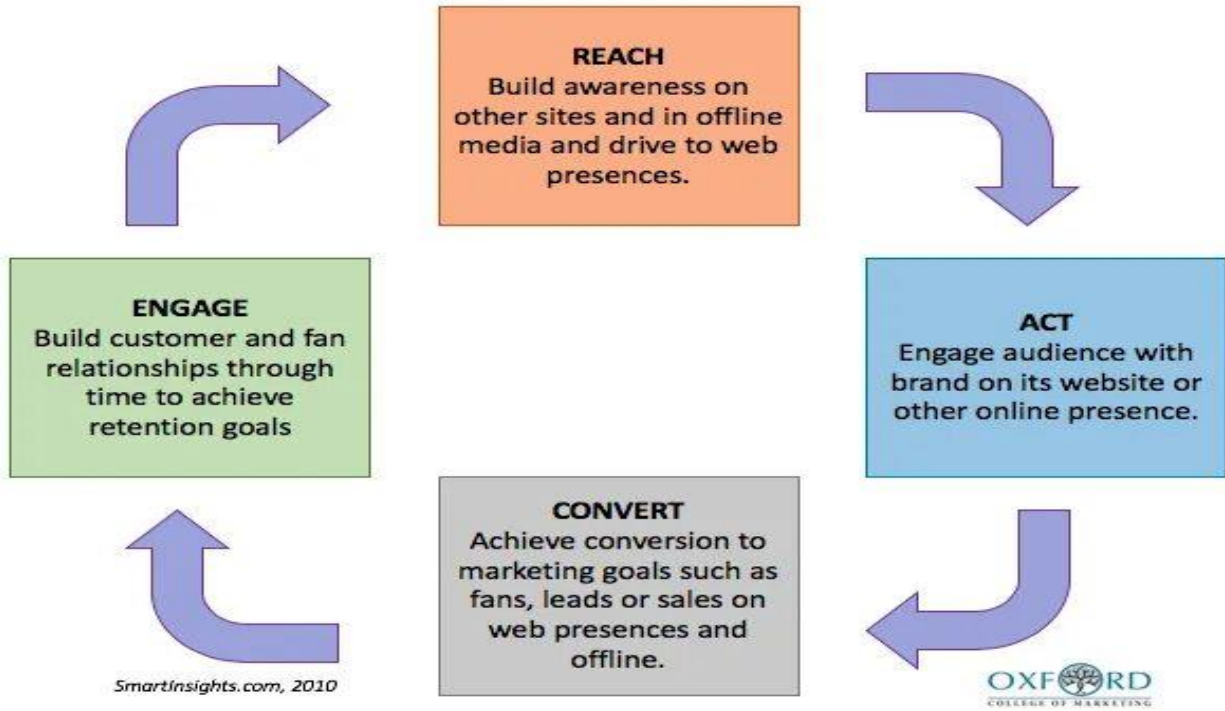 REACH
Build awareness on
other sites and in offline
media and drive to web
presences.
ACT
Engage audience with
brand on its website or
other online presence.
CONVERT
Achieve conversion to
marketing goals such as
fans, leads or sales on
web presences and
offline.
ENGAGE
Build customer and fan
relationships through
time to achieve
retention goals
SmartInsights.com, 2010
OXFORD
COLLEGE OF MARKETING